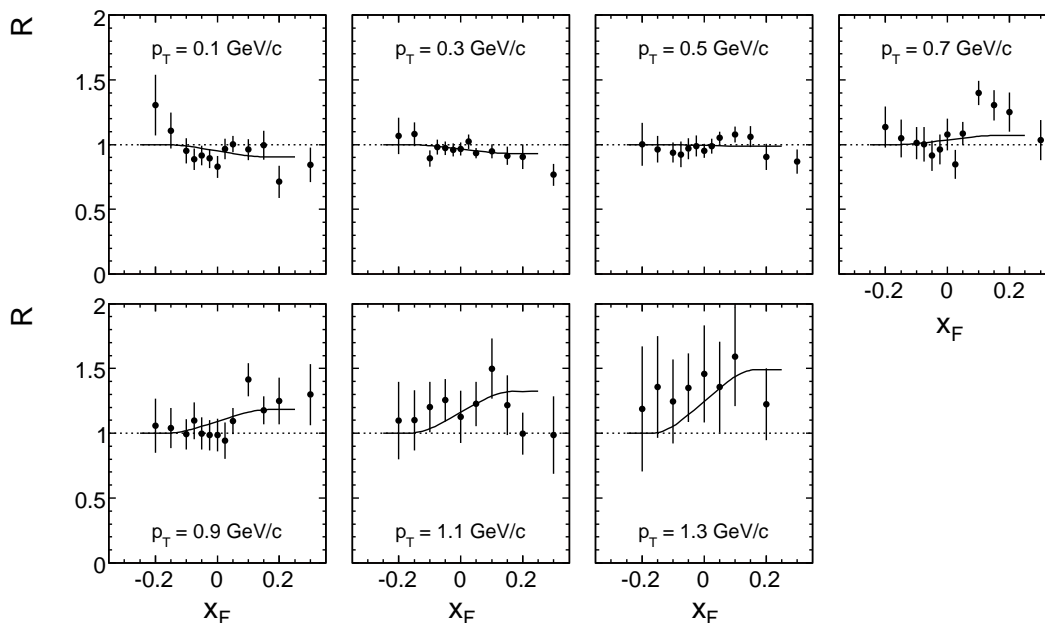 R
2
1.5
1
0.5
0
p_T = 0.1 GeV/c
p_T = 0.3 GeV/c
p_T = 0.5 GeV/c
p_T = 0.7 GeV/c
-0.2 0 0.2
x_F
R
2
1.5
1
0.5
0
p_T = 0.9 GeV/c
p_T = 1.1 GeV/c
p_T = 1.3 GeV/c
-0.2 0 0.2
-0.2 0 0.2
-0.2 0 0.2
x_F
x_F
x_F